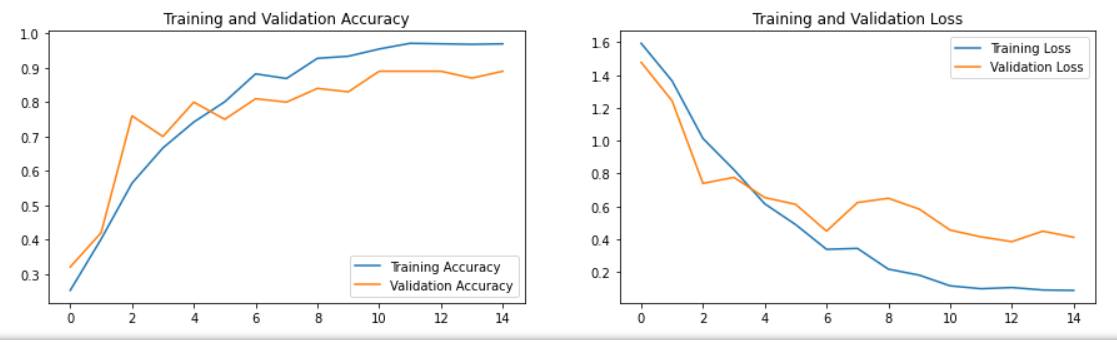 Training and Validation Accuracy
1.0
0.9
0.8
0.7
0.6
0.5
0.4
0.3
Training Accuracy
Validation Accuracy
0 2 4 6 8 10 12 14
Training and Validation Loss
1.6
1.4
1.2
1.0
0.8
0.6
0.4
0.2
Training Loss
Validation Loss
0 2 4 6 8 10 12 14